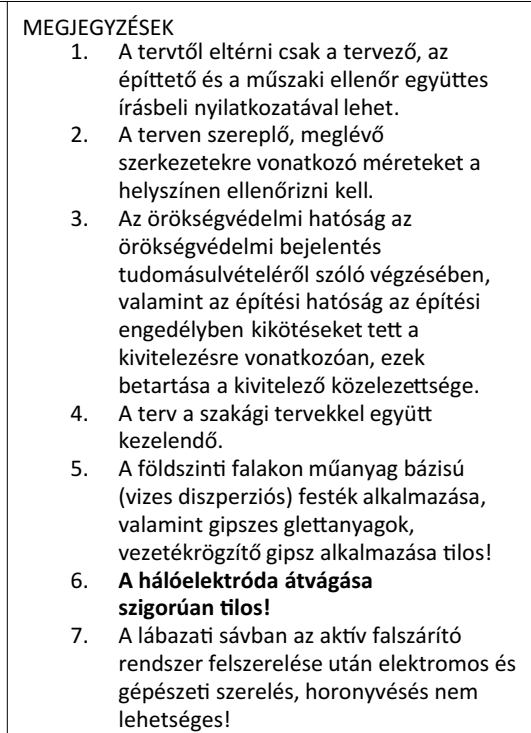 MEGJEGYZÉSEK
1. A tervtől eltérni csak a tervező, az
építtető és a műszaki ellenőr együttes
írásbeli nyilatkozatával lehet.
2. A terven szereplő, meglévő
szerkezetekre vonatkozó méreteket a
helyszínen ellenőrizni kell.
3. Az örökségvédelmi hatóság az
örökségvédelmi bejelentés
tudomásulvételéről szóló végzésében,
valamint az építési hatóság az építési
engedélyben kikötéseket tett a
kivitelezésre vonatkozóan, ezek
betartása a kivitelező közelezettsége.
4. A terv a szakági tervekkel együtt
kezelendő.
5. A földszinti falakon műanyag bázisú
(vizes diszperziós) festék alkalmazása,
valamint gipszes glettanyagok,
vezetékrögzítő gipsz alkalmazása tilos!
6. A hálóelektróda átvágása
szigorúan tilos!
7. A lábazati sávban az aktív falszárító
rendszer felszerelése után elektromos és
gépészeti szerelés, horonyvésés nem
lehetséges!